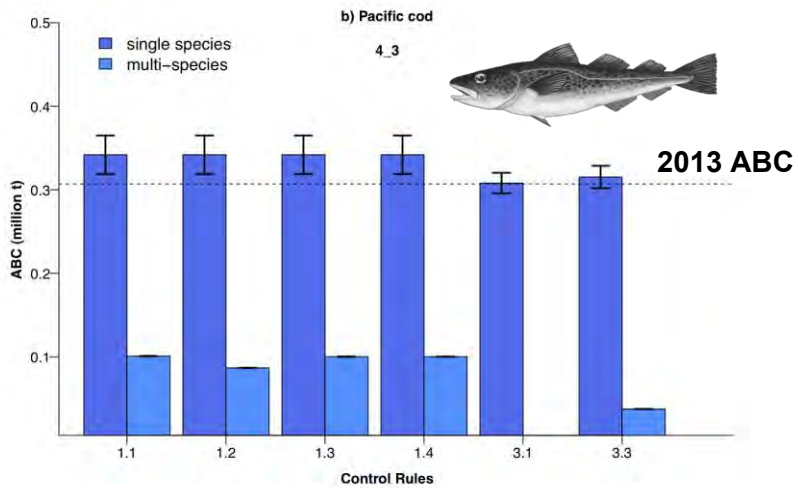 b) Pacific cod
4_3
single species
multi−species
2013 ABC
ABC (million t)
0.5
0.4
0.3
0.2
0.1
1.1
1.2
1.3
1.4
3.1
3.3
Control Rules